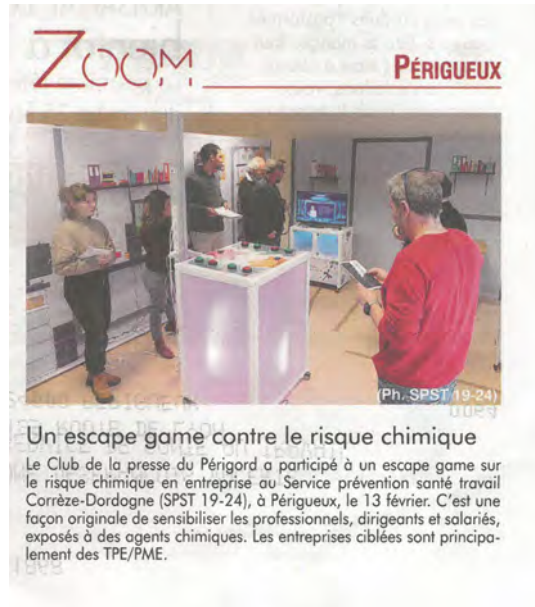 ZOOM
PÉRIGUEUX
(Ph. SPST 19-24)
Un escape game contre le risque chimique
Le Club de la presse du Périgord a participé à un escape game sur
le risque chimique en entreprise au Service prévention santé travail
Corrèze-Dordogne (SPST 19-24), à Périgueux, le 13 février. C'est une
façon originale de sensibiliser les professionnels, dirigeants et salariés,
exposés à des agents chimiques. Les entreprises ciblées sont principa-
lement des TPE/PME.